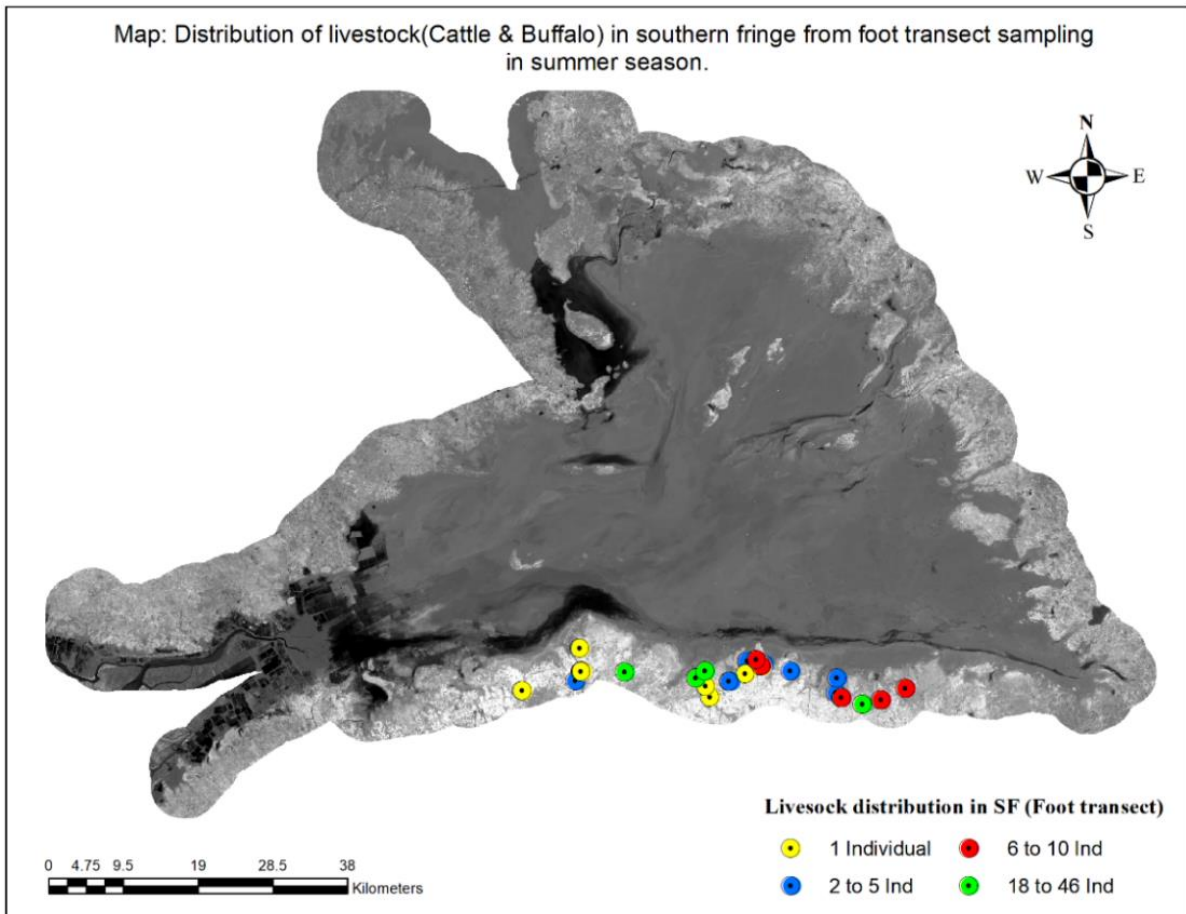 Map: Distribution of livestock(Cattle & Buffalo) in southern fringe from foot transect sampling
in summer season.
N
W E
S
Livesock distribution in SF (Foot transect)
1 Individual 6 to 10 Ind
2 to 5 Ind 18 to 46 Ind
0 4.75 9.5 19 28.5 38
Kilometers